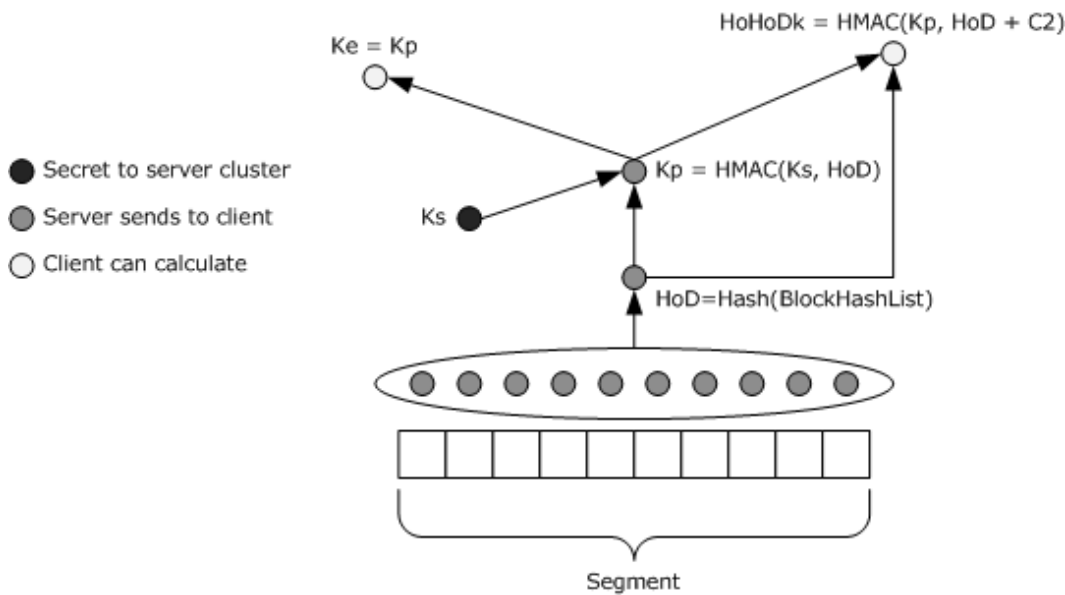 HoHoDk = HMAC(Kp, HoD + C2)
Ke = Kp
Secret to server cluster
Kp = HMAC(Ks, HoD)
Server sends to client
Ks
Client can calculate
HoD=Hash(BlockHashList)
Segment